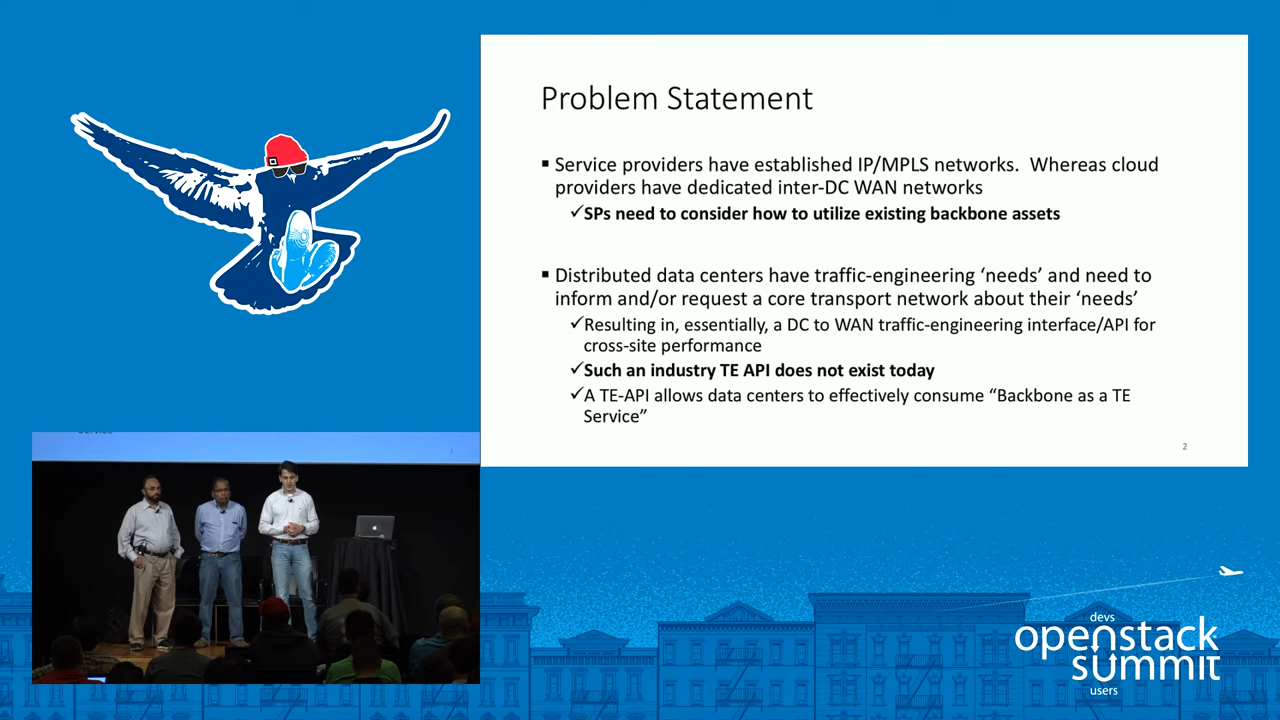 Problem Statement
▪ Service providers have established IP/MPLS networks.  Whereas cloud
providers have dedicated inter-DC WAN networks
✓SPs need to consider how to utilize existing backbone assets
▪ Distributed data centers have traffic-engineering ‘needs’ and need to
inform and/or request a core transport network about their ‘needs’
✓Resulting in, essentially, a DC to WAN traffic-engineering interface/API for
cross-site performance
✓Such an industry TE API does not exist today
✓A TE-API allows data centers to effectively consume “Backbone as a TE
Service”
2
devs
openstack
summit
users